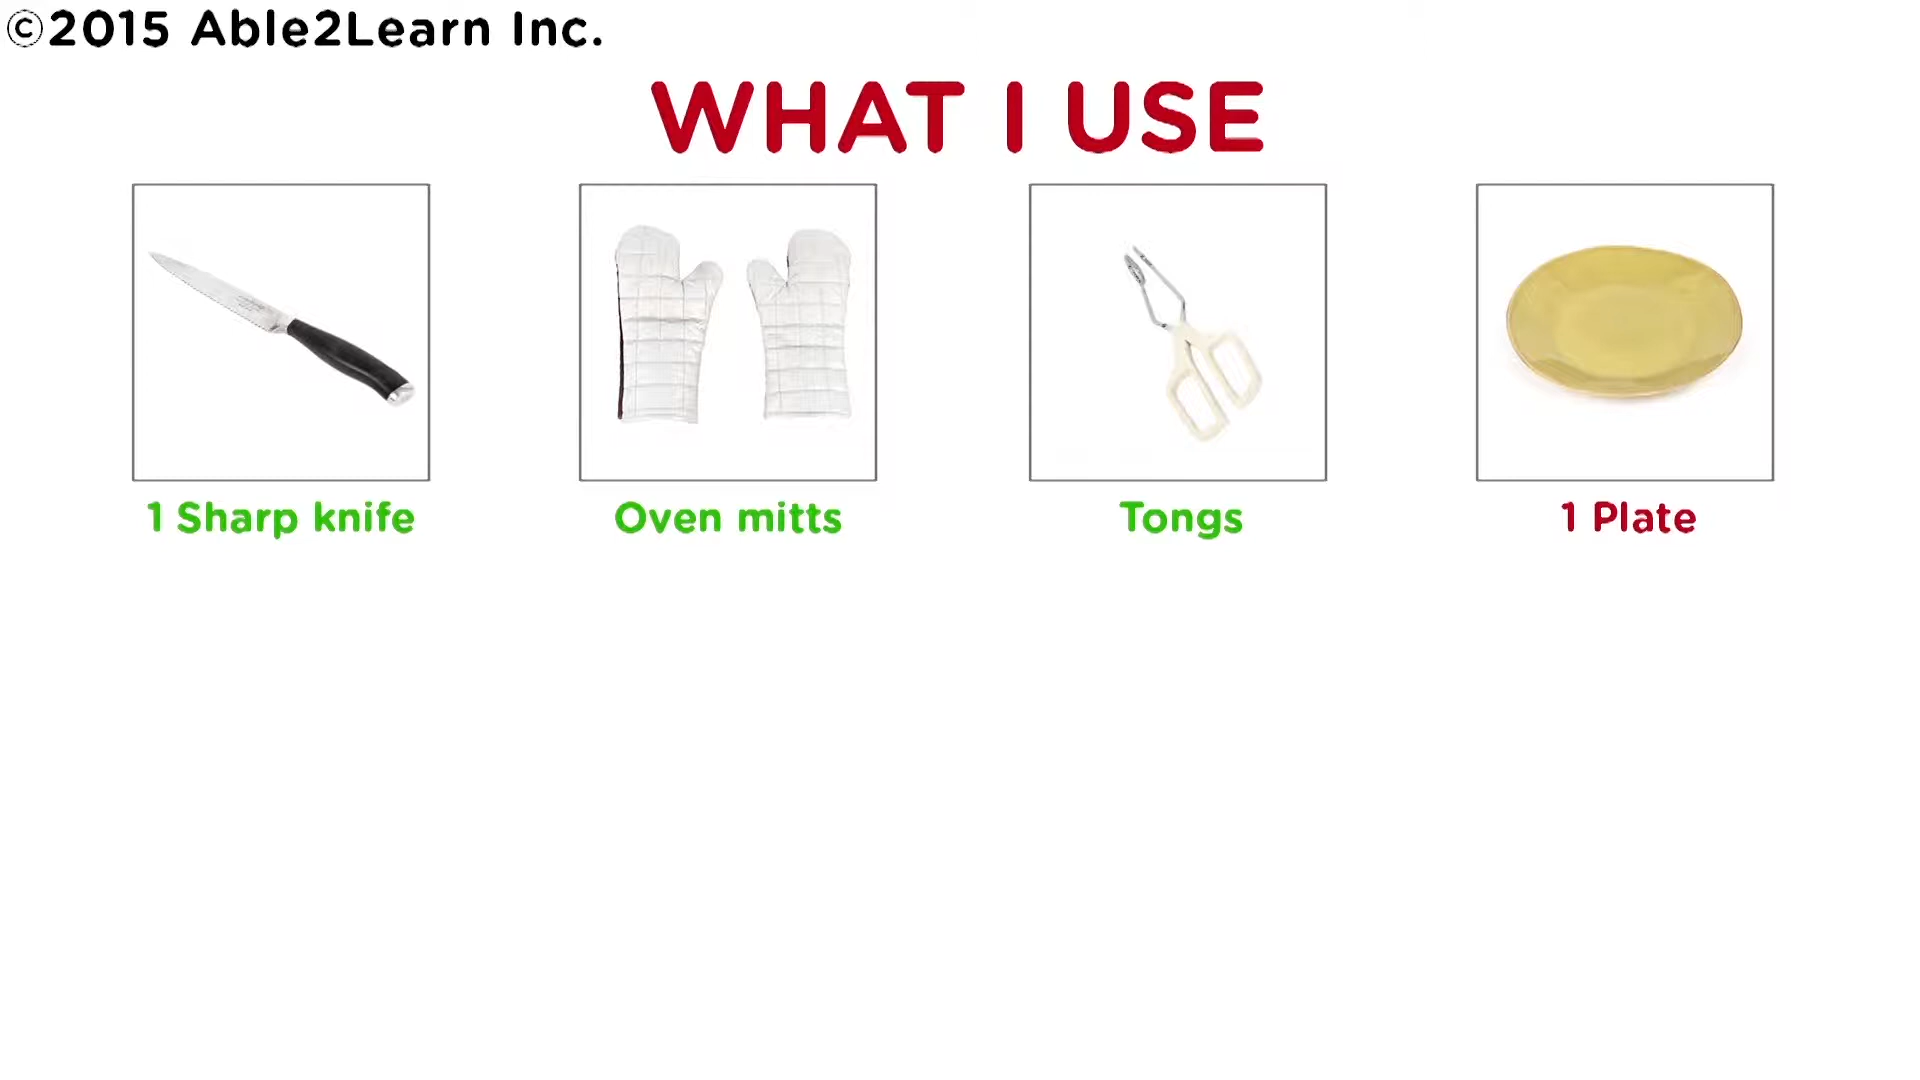 ©2015 Able2Learn Inc.
WHAT I USE
1 Sharp knife
Oven mitts
Tongs
1 Plate